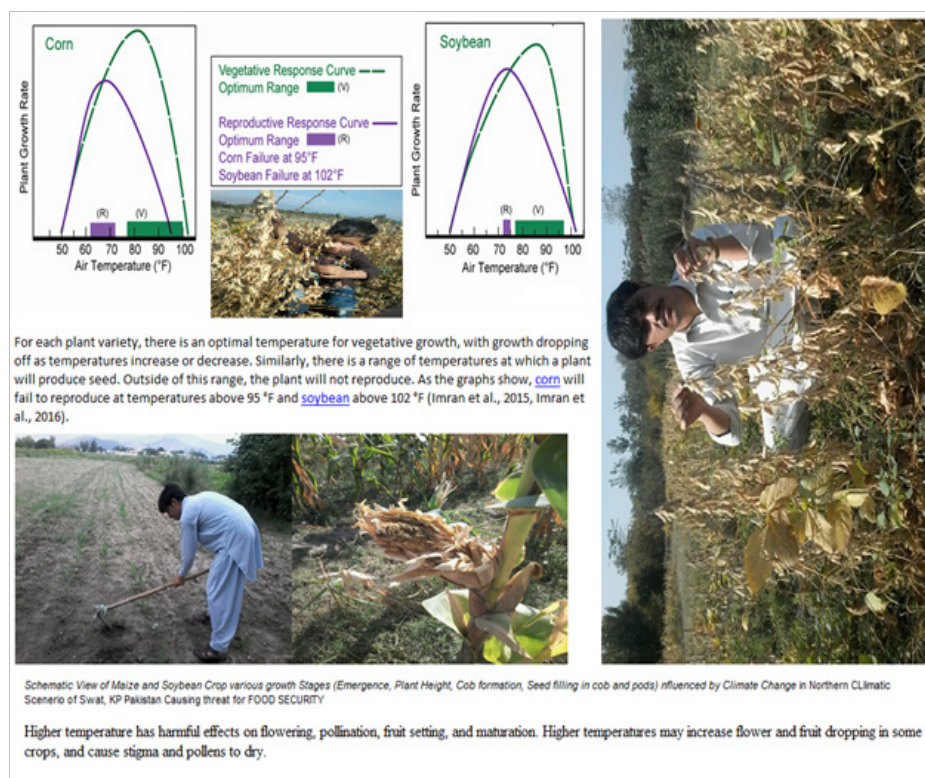 Corn
Plant Growth Rate
(R) (V)
50 60 70 80 90 100
Air Temperature (°F)
Vegetative Response Curve
Optimum Range (V)
Reproductive Response Curve
Optimum Range (R)
Corn Failure at 95°F
Soybean Failure at 102°F
Soybean
Plant Growth Rate
(R) (V)
50 60 70 80 90 100
Air Temperature (°F)
For each plant variety, there is an optimal temperature for vegetative growth, with growth dropping
off as temperatures increase or decrease. Similarly, there is a range of temperatures at which a plant
will produce seed. Outside of this range, the plant will not reproduce. As the graphs show, corn will
fail to reproduce at temperatures above 95 °F and soybean above 102 °F (Imran et al., 2015, Imran et
al., 2016).
Schematic View of Maize and Soybean Crop various growth Stages (Emergence, Plant Height, Cob formation, Seed filling in cob and pods) nfluenced by Climate Change in Northern CLlimatic
Scenerio of Swat, KP Pakistan Causing threat for FOOD SECURITY
Higher temperature has harmful effects on flowering, pollination, fruit setting, and maturation. Higher temperatures may increase flower and fruit dropping in some
crops, and cause stigma and pollens to dry.